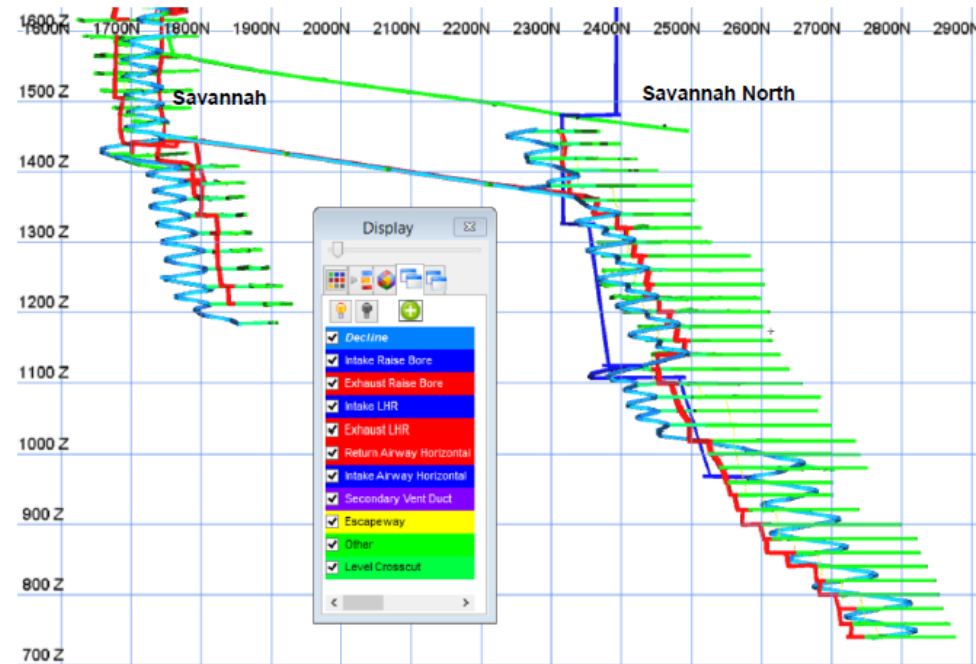 1600 Z 1600N 1700N 1800N 1900N 2000N 2100N 2200N 2300N 2400N 2500N 2600N 2700N 2800N 2900N
Savannah North
1500 Z
Savannah
1400 Z
1300 Z
Display
1200 Z
Decline
Intake Raise Bore
1100 Z
Exhaust Raise Bore
Intake LHR
Exhaust LHR
1000 Z
Return Airway Horizontal
Intake Airway Horizontal
Secondary Vent Duct
900 Z
Escapeway
Other
Level Crosscut
800 Z
700 Z